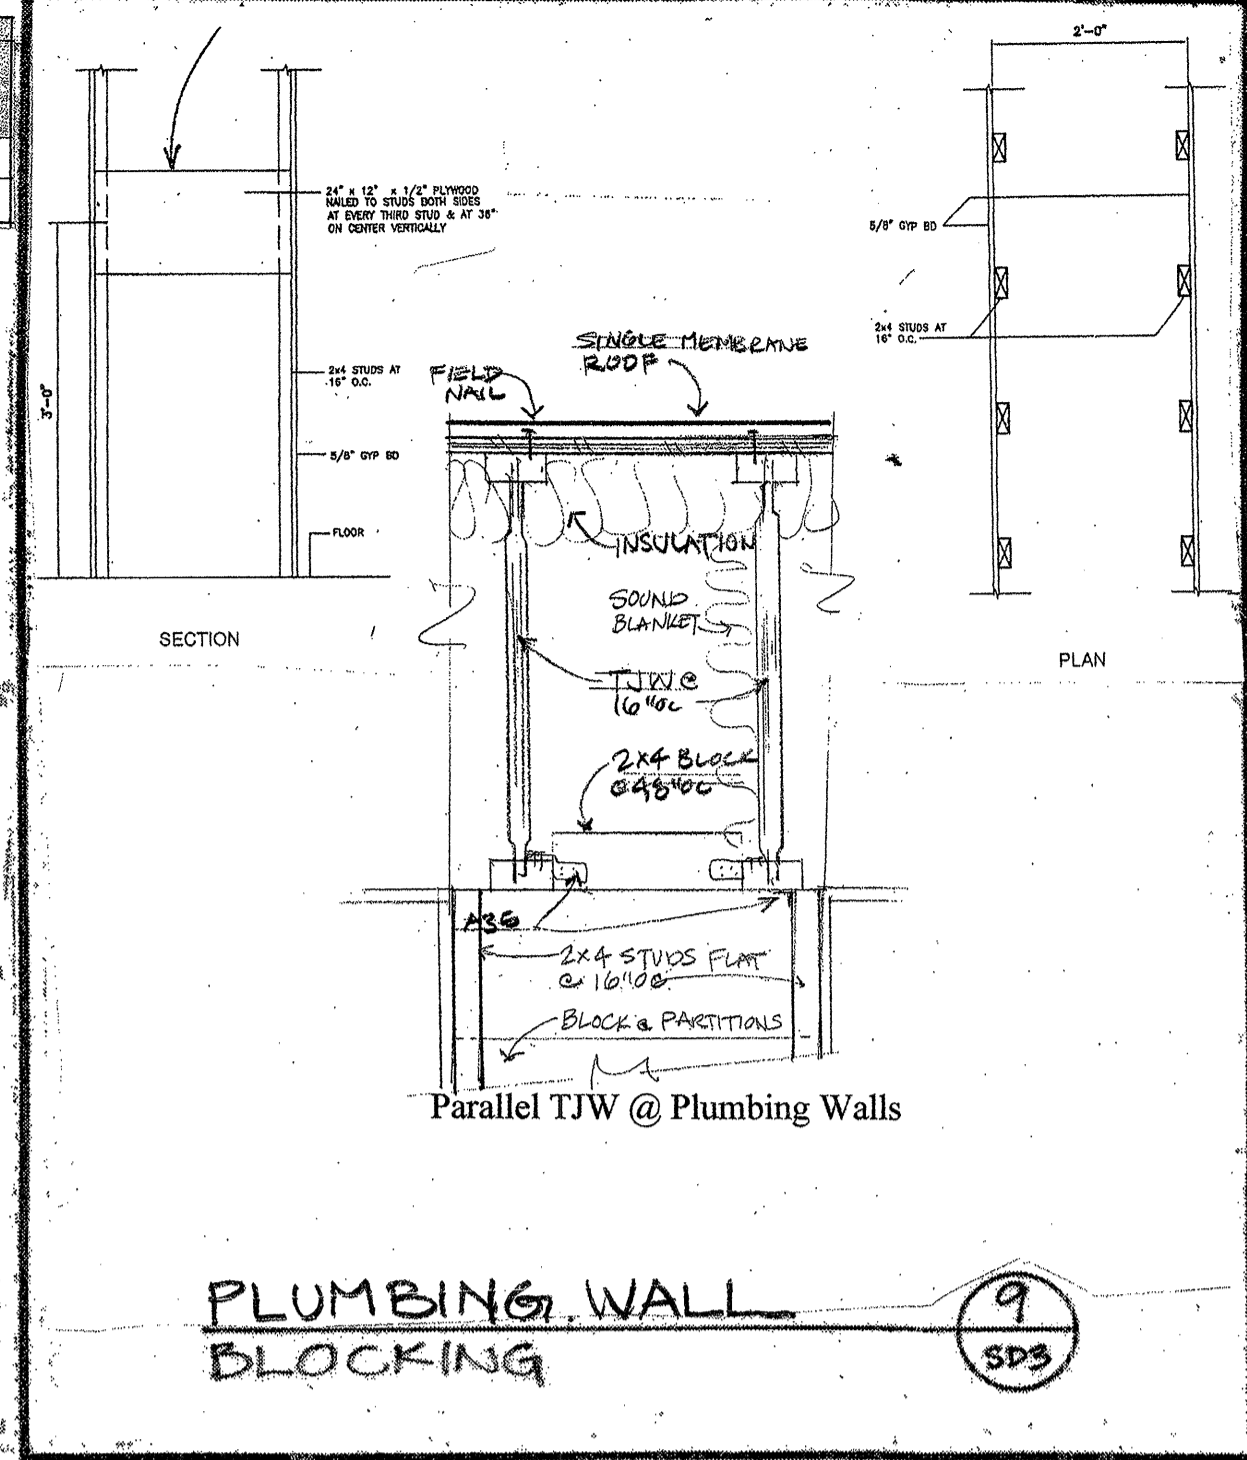 2'-0"
24" x 12" x 1/2" PLYWOOD
NAILED TO STUDS BOTH SIDES
AT EVERY THIRD STUD & AT 36"
ON CENTER VERTICALLY
5/8" GYP BD
2x4 STUDS AT
16" O.C.
3'-0"
2x4 STUDS AT
16" O.C.
5/8" GYP BD
FLOOR
SECTION
PLAN
SINGLE MEMBRANE
ROOF
FIELD
NAIL
INSULATION
SOUND
BLANKET
TJW @
16"oc
2x4 BLOCK
@48"oc
A35
2x4 STUDS FLAT
@ 16"OC
BLOCK @ PARTITIONS
Parallel TJW @ Plumbing Walls
PLUMBING WALL
BLOCKING
9
SD3